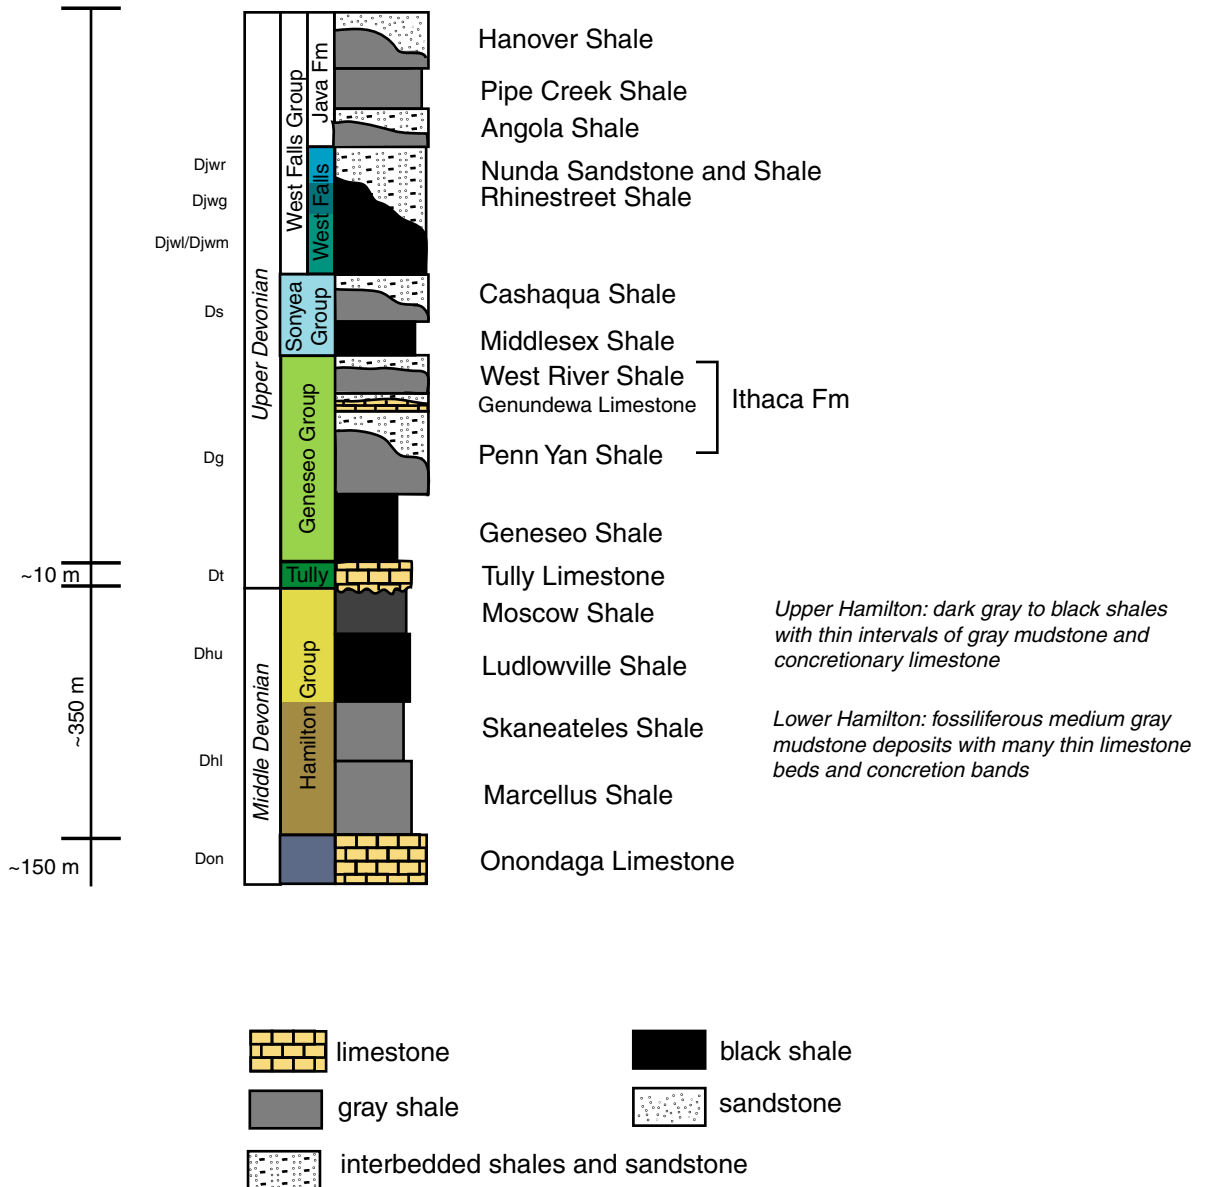 Hanover Shale
Pipe Creek Shale
Angola Shale
Nunda Sandstone and Shale
Rhinestreet Shale
Cashaqua Shale
Middlesex Shale
West River Shale
Genundewa Limestone
Ithaca Fm
Penn Yan Shale
Geneseo Shale
Tully Limestone
Moscow Shale
Ludlowville Shale
Skaneateles Shale
Marcellus Shale
Onondaga Limestone
Upper Hamilton: dark gray to black shales
with thin intervals of gray mudstone and
concretionary limestone
Lower Hamilton: fossiliferous medium gray
mudstone deposits with many thin limestone
beds and concretion bands
Djwr
Djwg
Djwl/Djwm
Ds
Dg
Dt
Dhu
Dhl
Don
~10 m
~350 m
~150 m
Upper Devonian
Middle Devonian
West Falls Group
Java Fm
West Falls
Sonyea
Group
Geneseo Group
Tully
Hamilton Group
limestone
black shale
gray shale
sandstone
interbedded shales and sandstone